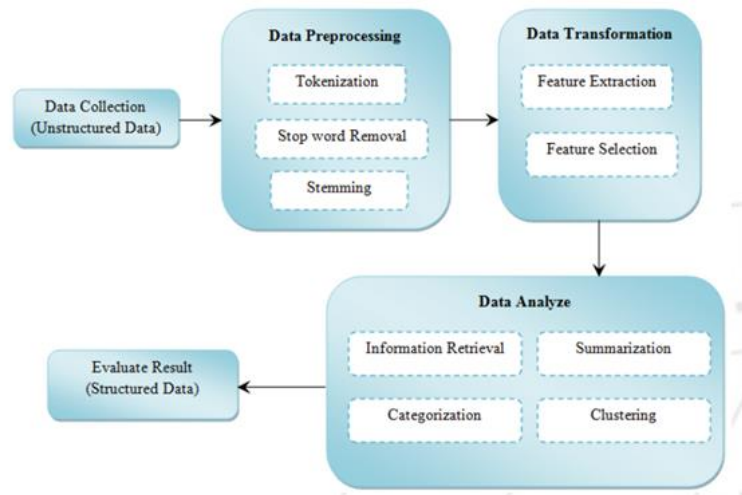 Data Collection
(Unstructured Data)
Data Preprocessing
Tokenization
Stop word Removal
Stemming
Data Transformation
Feature Extraction
Feature Selection
Data Analyze
Information Retrieval
Summarization
Categorization
Clustering
Evaluate Result
(Structured Data)